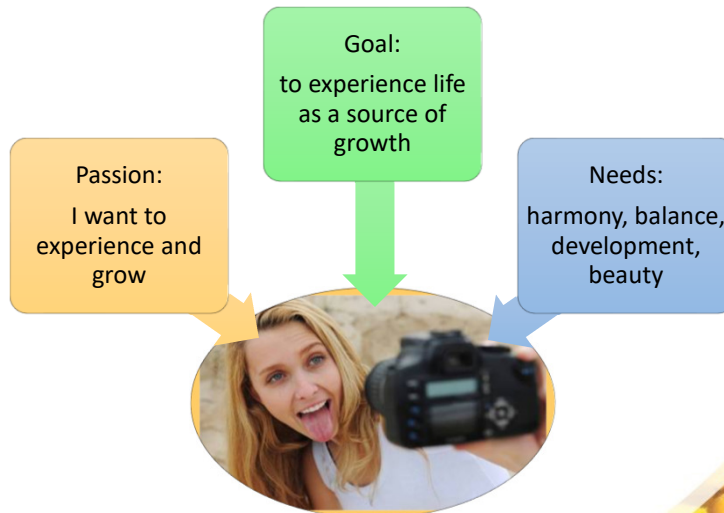 Goal:
to experience life
as a source of
growth
Passion:
I want to
experience and
grow
Needs:
harmony, balance,
development,
beauty